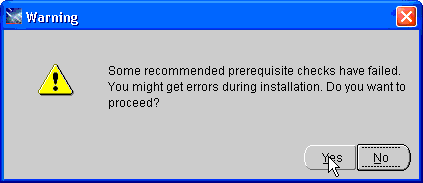 Warning
Some recommended prerequisite checks have failed.
You might get errors during installation. Do you want to
proceed?
Yes
No